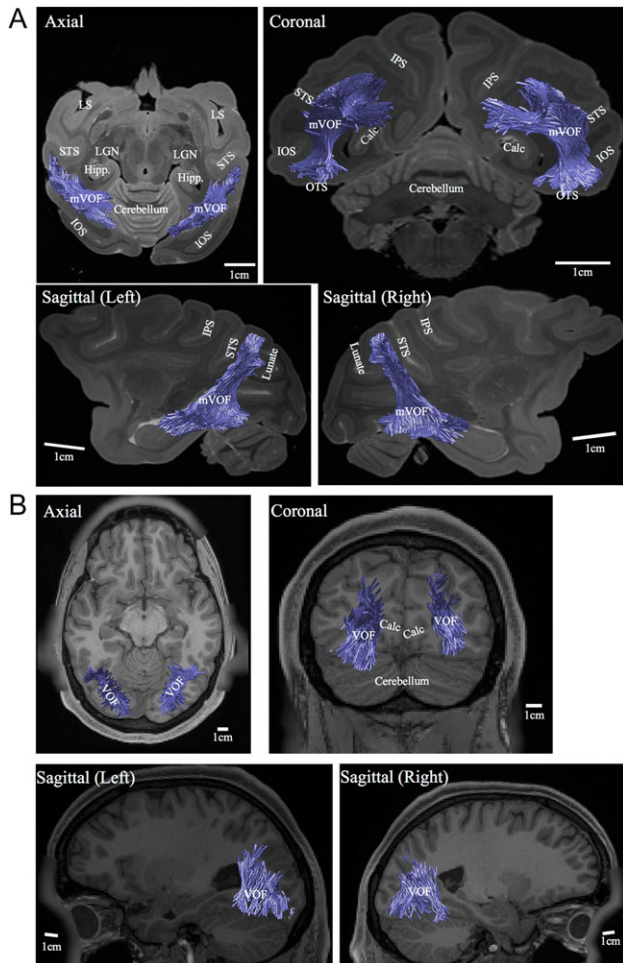 A
Axial
LS
LS
STS
LGN
LGN
STS
Hipp.
Hipp.
mVOF
Cerebellum
mVOF
IOS
IOS
1cm
Coronal
IPS
IPS
STS
STS
mVOF
mVOF
Calc
Calc
IOS
IOS
OTS
OTS
Cerebellum
1cm
Sagittal (Left)
IPS
STS
Lunate
mVOF
1cm
Sagittal (Right)
IPS
STS
Lunate
mVOF
1cm
B
Axial
VOF
VOF
1cm
Coronal
VOF
Calc
Calc
VOF
Cerebellum
1cm
Sagittal (Left)
VOF
1cm
Sagittal (Right)
VOF
1cm